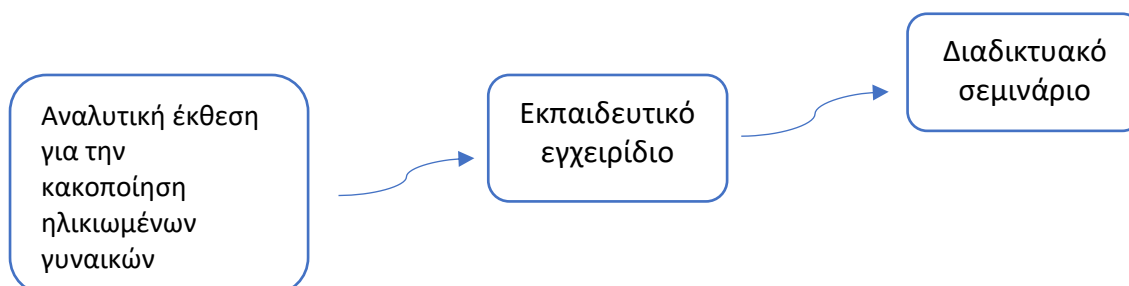 Αναλυτική έκθεση
για την
κακοποίηση
ηλικιωμένων
γυναικών
Εκπαιδευτικό
εγχειρίδιο
Διαδικτυακό
σεμινάριο